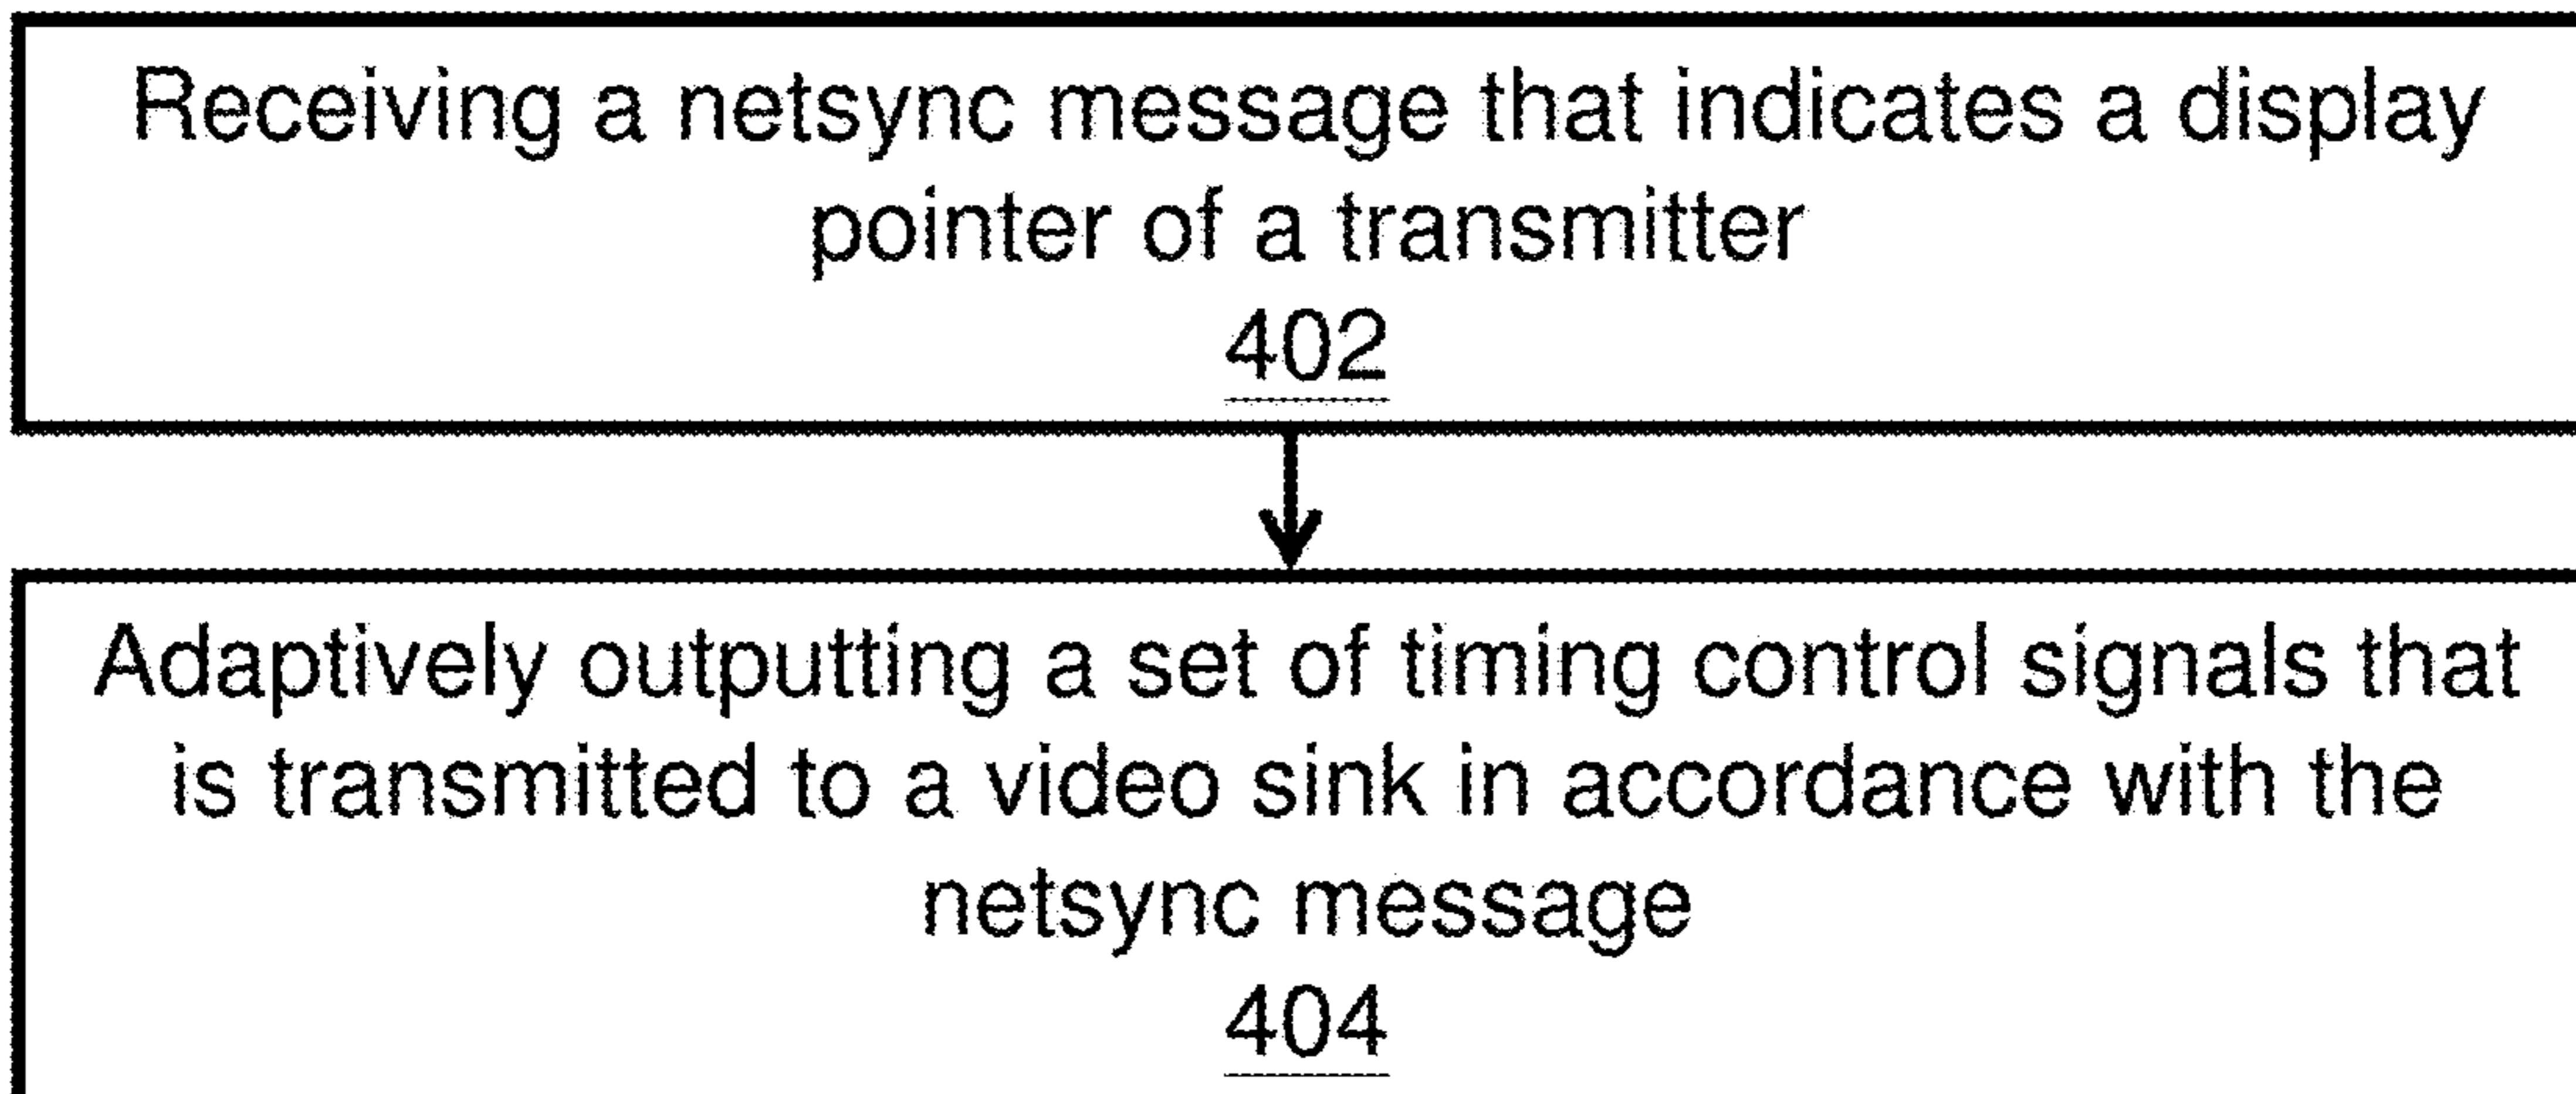 Receiving a netsync message that indicates a display
pointer of a transmitter
402
Adaptively outputting a set of timing control signals that
is transmitted to a video sink in accordance with the
netsync message
404